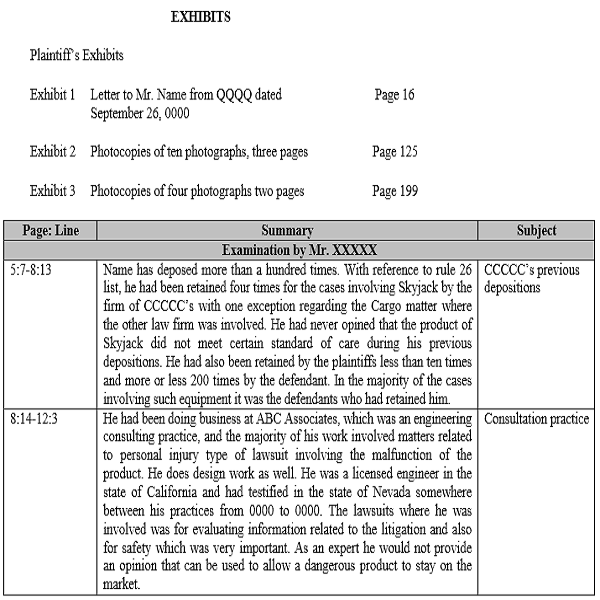 EXHIBITS
Plaintiff's Exhibits
Exhibit 1 Letter to Mr. Name from QQQQ dated Page 16
September 26, 0000
Exhibit 2 Photocopies of ten photographs, three pages Page 125
Exhibit 3 Photocopies of four photographs two pages Page 199
Page: Line Summary Subject
Examination by Mr. XXXXX
5:7-8:13 Name has deposed more than a hundred times. With reference to rule 26 CCCCC's previous
list, he had been retained four times for the cases involving Skyjack by the depositions
firm of CCCCC's with one exception regarding the Cargo matter where
the other law firm was involved. He had never opined that the product of
Skyjack did not meet certain standard of care during his previous
depositions. He had also been retained by the plaintiffs less than ten times
and more or less 200 times by the defendant. In the majority of the cases
involving such equipment it was the defendants who had retained him.
8:14-12:3 He had been doing business at ABC Associates, which was an engineering Consultation practice
consulting practice, and the majority of his work involved matters related
to personal injury type of lawsuit involving the malfunction of the
product. He does design work as well. He was a licensed engineer in the
state of California and had testified in the state of Nevada somewhere
between his practices from 0000 to 0000. The lawsuits where he was
involved was for evaluating information related to the litigation and also
for safety which was very important. As an expert he would not provide
an opinion that can be used to allow a dangerous product to stay on the
market.